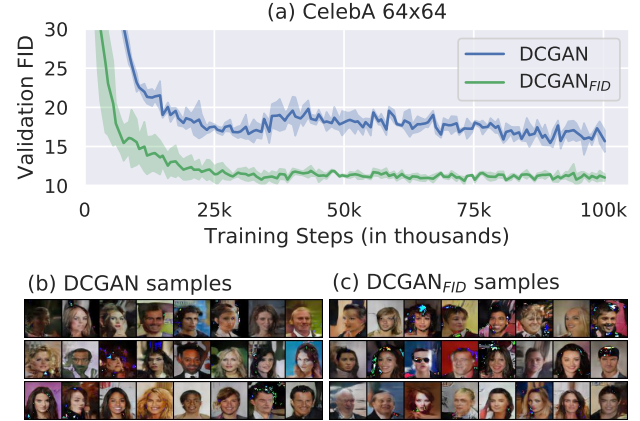 (a) CelebA 64x64
Validation FID
30
25
20
15
10
DCGAN
DCGAN_FID
0 25k 50k 75k 100k
Training Steps (in thousands)
(b) DCGAN samples
(c) DCGAN_FID samples